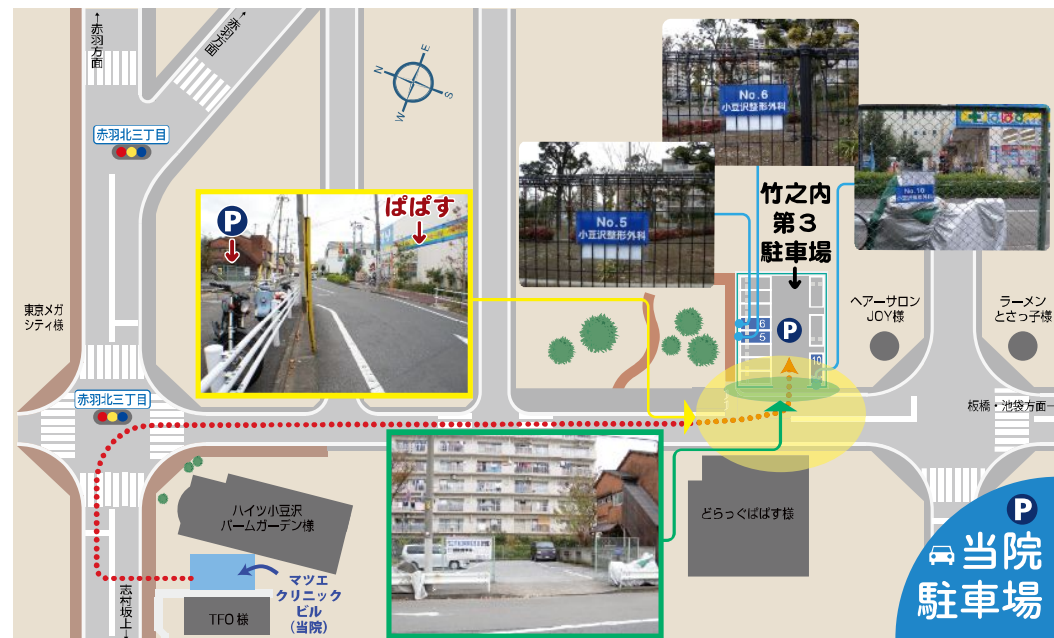 ↑赤羽方面
↑赤羽方面
赤羽北三丁目
E
N
S
W
No.6
小豆沢整形外科
No.5
小豆沢整形外科
No.10
小豆沢整形外科
ぱぱす
竹之内
第3
駐車場
P
ぱぱす
東京メガ
シティ様
ヘアーサロン
JOY様
ラーメン
とさっ子様
6
5
P
10
赤羽北三丁目
板橋・池袋方面→
ハイツ小豆沢
パームガーデン様
どらっぐぱぱす様
マツエ
クリニック
ビル
(当院)
TFO 様
志村坂上→
P
当院
駐車場